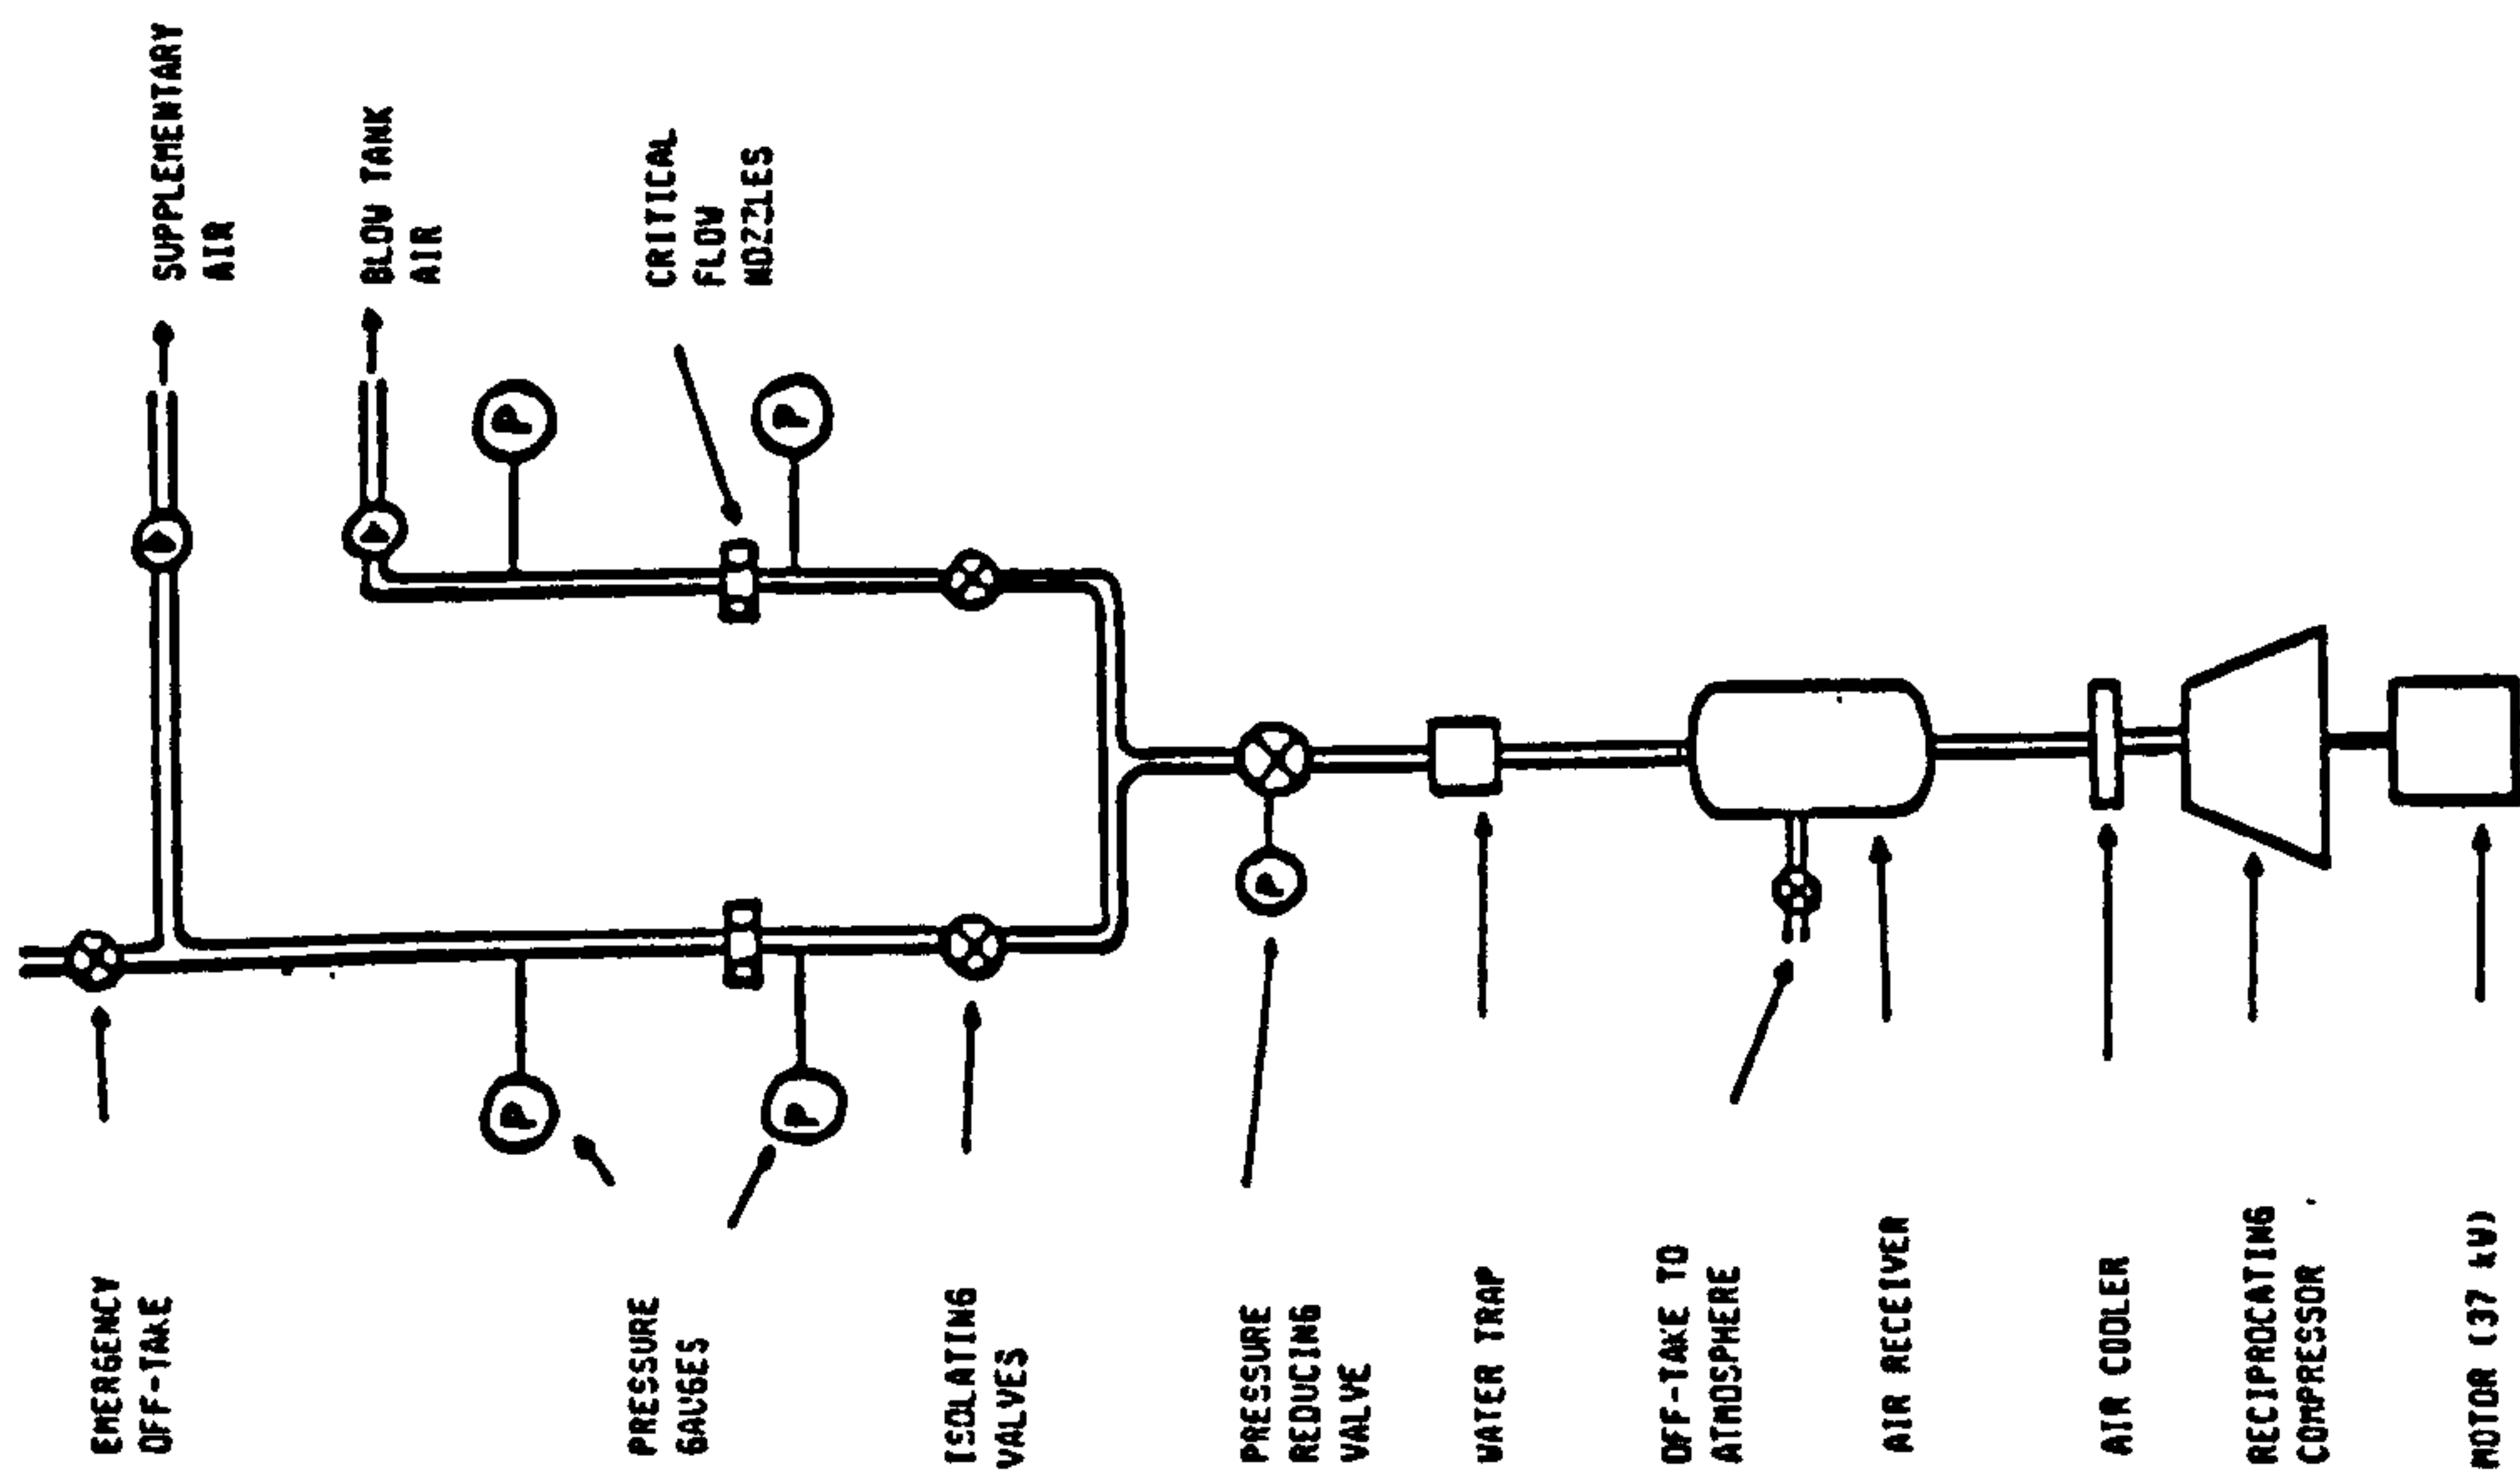 SUPPLEMENTARY
AIR
BLOW TANK
AIR
CRITICAL
FLOW
NOZZLES
P
P
P
P
P
EMERGENCY
OFF-TAKE
PRESSURE
GAUGES
ISOLATING
VALVES
PRESSURE
REDUCING
VALVE
WATER TRAP
OFF-TAKE TO
ATMOSPHERE
AIR RECEIVER
AIR COOLER
RECIPROCATING
COMPRESSOR
MOTOR (37 kW)